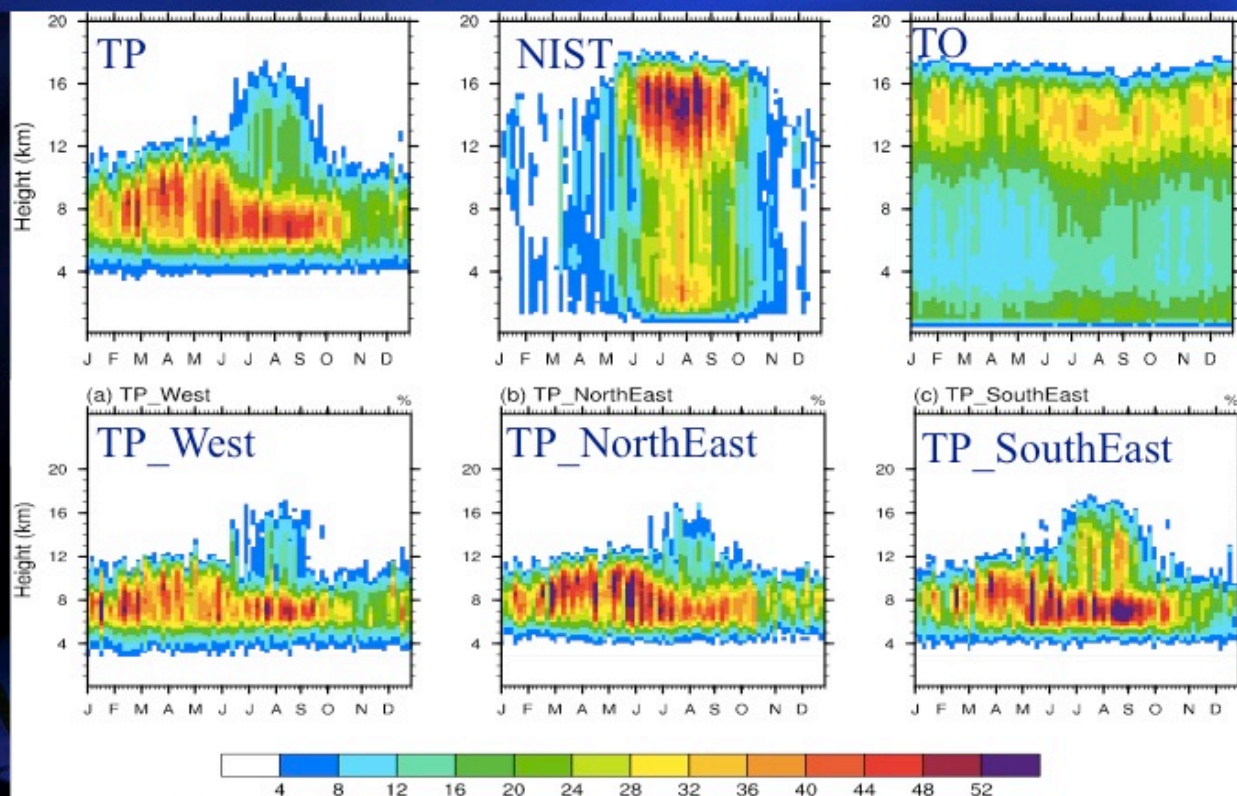 TP
NIST
TO
Height (km)
20
16
12
8
4
J F M A M J J A S O N D
20
16
12
8
4
J F M A M J J A S O N D
20
16
12
8
4
J F M A M J J A S O N D
(a) TP_West %
(b) TP_NorthEast %
(c) TP_SouthEast %
TP_West
TP_NorthEast
TP_SouthEast
Height (km)
20
16
12
8
4
J F M A M J J A S O N D
20
16
12
8
4
J F M A M J J A S O N D
20
16
12
8
4
J F M A M J J A S O N D
4 8 12 16 20 24 28 32 36 40 44 48 52